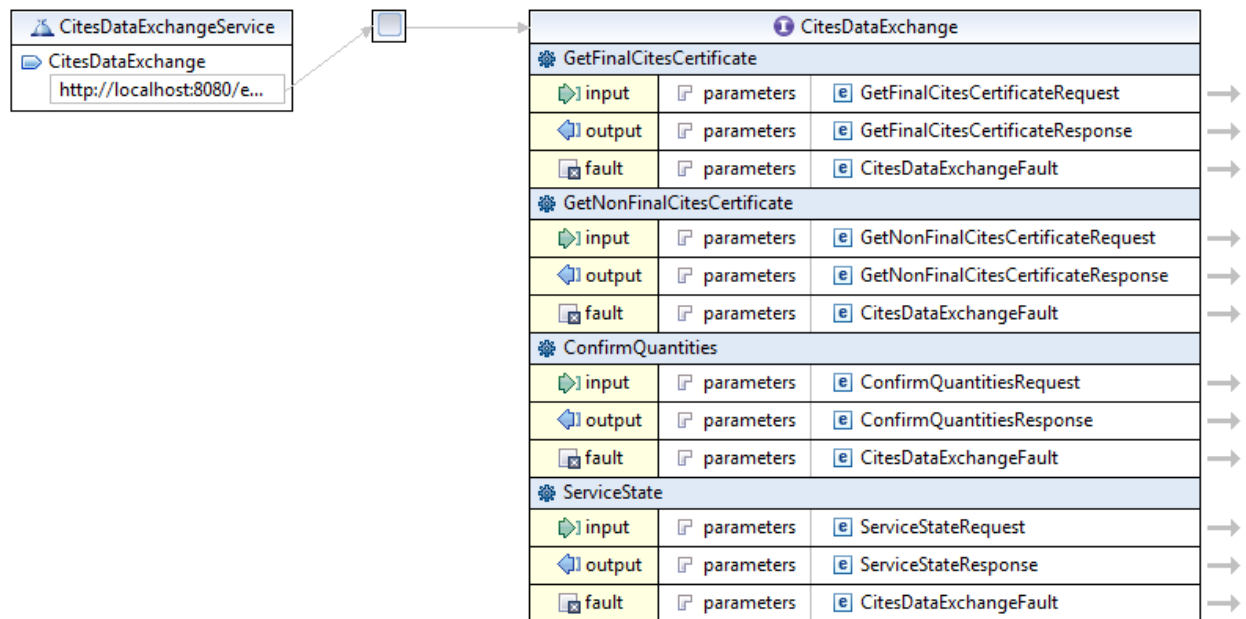 CitesDataExchangeService
CitesDataExchange
http://localhost:8080/e...
CitesDataExchange
GetFinalCitesCertificate
input parameters GetFinalCitesCertificateRequest
output parameters GetFinalCitesCertificateResponse
fault parameters CitesDataExchangeFault
GetNonFinalCitesCertificate
input parameters GetNonFinalCitesCertificateRequest
output parameters GetNonFinalCitesCertificateResponse
fault parameters CitesDataExchangeFault
ConfirmQuantities
input parameters ConfirmQuantitiesRequest
output parameters ConfirmQuantitiesResponse
fault parameters CitesDataExchangeFault
ServiceState
input parameters ServiceStateRequest
output parameters ServiceStateResponse
fault parameters CitesDataExchangeFault